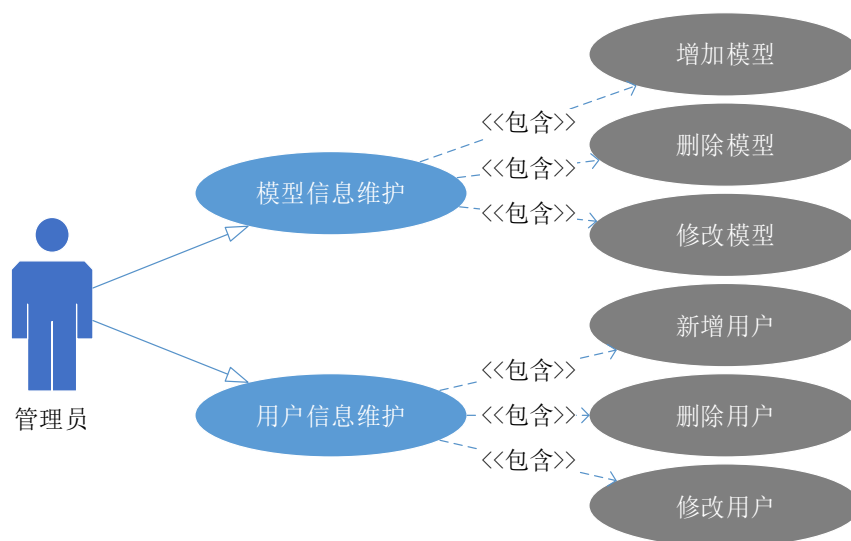 增加模型
<<包含>>
删除模型
<<包含>>
模型信息维护
<<包含>>
修改模型
新增用户
<<包含>>
用户信息维护
<<包含>>
删除用户
管理员
<<包含>>
修改用户